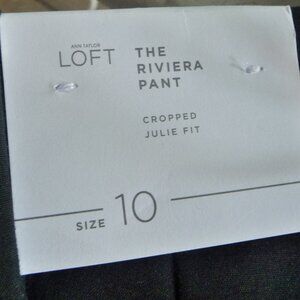 ANN TAYLOR
LOFT
THE
RIVIERA
PANT
CROPPED
JULIE FIT
SIZE 10